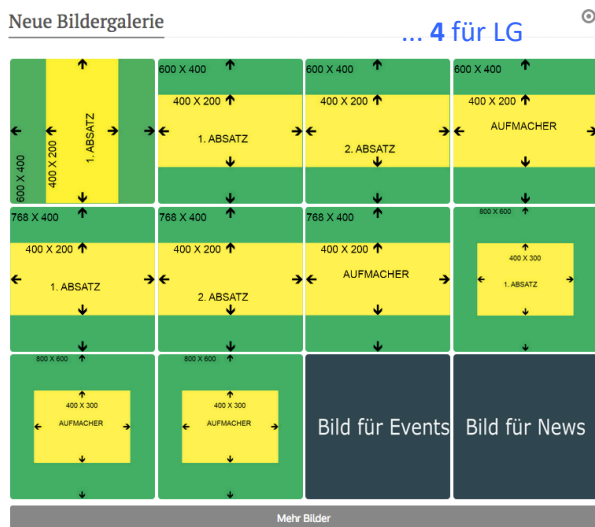 Neue Bildergalerie
... 4 für LG
600 X 400
400 X 200
1. ABSATZ
600 X 400
400 X 200
1. ABSATZ
600 X 400
400 X 200
2. ABSATZ
600 X 400
400 X 200
AUFMACHER
768 X 400
400 X 200
1. ABSATZ
768 X 400
400 X 200
2. ABSATZ
768 X 400
400 X 200
AUFMACHER
800 X 600
400 X 300
1. ABSATZ
800 X 600
400 X 300
AUFMACHER
800 X 600
400 X 300
AUFMACHER
Bild für Events
Bild für News
Mehr Bilder